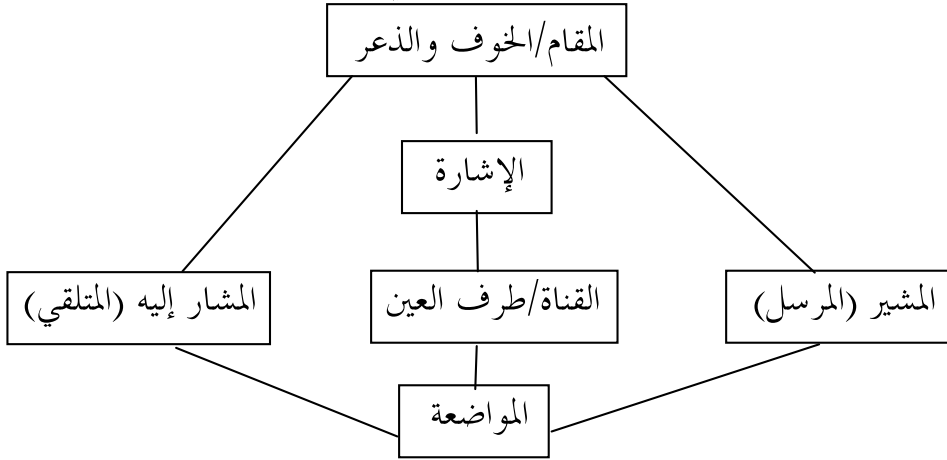 المقام/الخوف والذعر
الإشارة
المشير (المرسل)
القناة/طرف العين
المشار إليه (المتلقي)
المواضعة